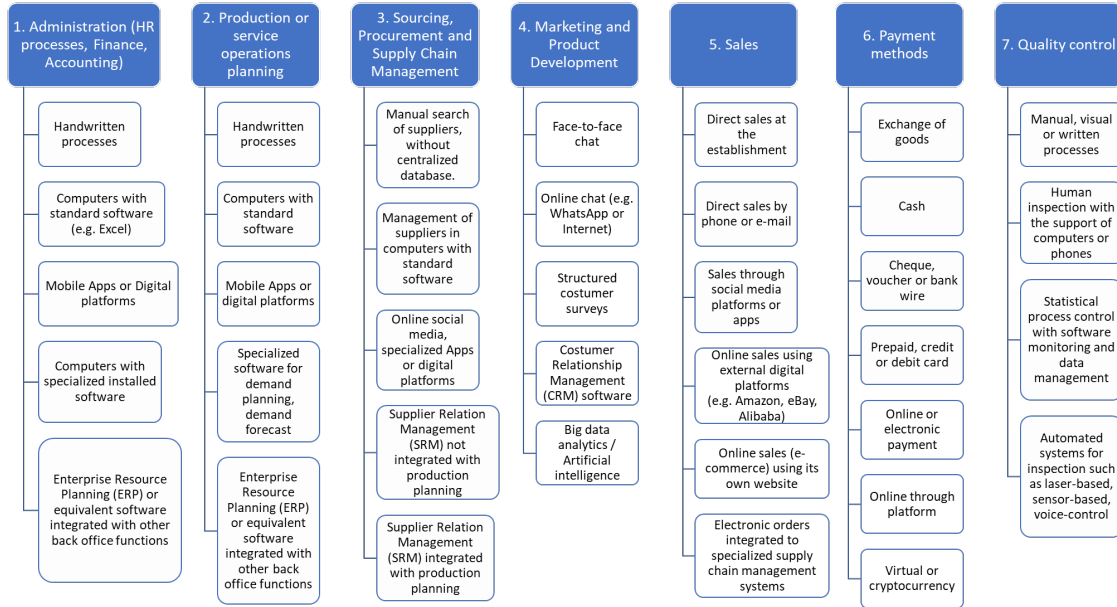 1. Administration (HR
processes, Finance,
Accounting)
Handwritten
processes
Computers with
standard software
(e.g. Excel)
Mobile Apps or Digital
platforms
Computers with
specialized installed
software
Enterprise Resource
Planning (ERP) or
equivalent software
integrated with other
back office functions
2. Production or
service
operations
planning
Handwritten
processes
Computers with
standard
software
Mobile Apps or
digital platforms
Specialized
software for
demand
planning,
demand
forecast
Enterprise
Resource
Planning (ERP)
or equivalent
software
integrated with
other back
office functions
3. Sourcing,
Procurement and
Supply Chain
Management
Manual search
of suppliers,
without
centralized
database.
Management of
suppliers in
computers with
standard
software
Online social
media,
specialized Apps
or digital
platforms
Supplier Relation
Management
(SRM) not
integrated with
production
planning
Supplier Relation
Management
(SRM) integrated
with production
planning
4. Marketing and
Product
Development
Face-to-face
chat
Online chat (e.g.
WhatsApp or
Internet)
Structured
costumer
surveys
Costumer
Relationship
Management
(CRM) software
Big data
analytics /
Artificial
intelligence
5. Sales
Direct sales at
the
establishment
Direct sales by
phone or e-mail
Sales through
social media
platforms or
apps
Online sales using
external digital
platforms
(e.g. Amazon, eBay,
Alibaba)
Online sales (e-
commerce) using its
own website
Electronic orders
integrated to
specialized supply
chain management
systems
6. Payment
methods
Exchange of
goods
Cash
Cheque,
voucher or bank
wire
Prepaid, credit
or debit card
Online or
electronic
payment
Online through
platform
Virtual or
cryptocurrency
7. Quality control
Manual, visual
or written
processes
Human
inspection with
the support of
computers or
phones
Statistical
process control
with software
monitoring and
data
management
Automated
systems for
inspection such
as laser-based,
sensor-based,
voice-control